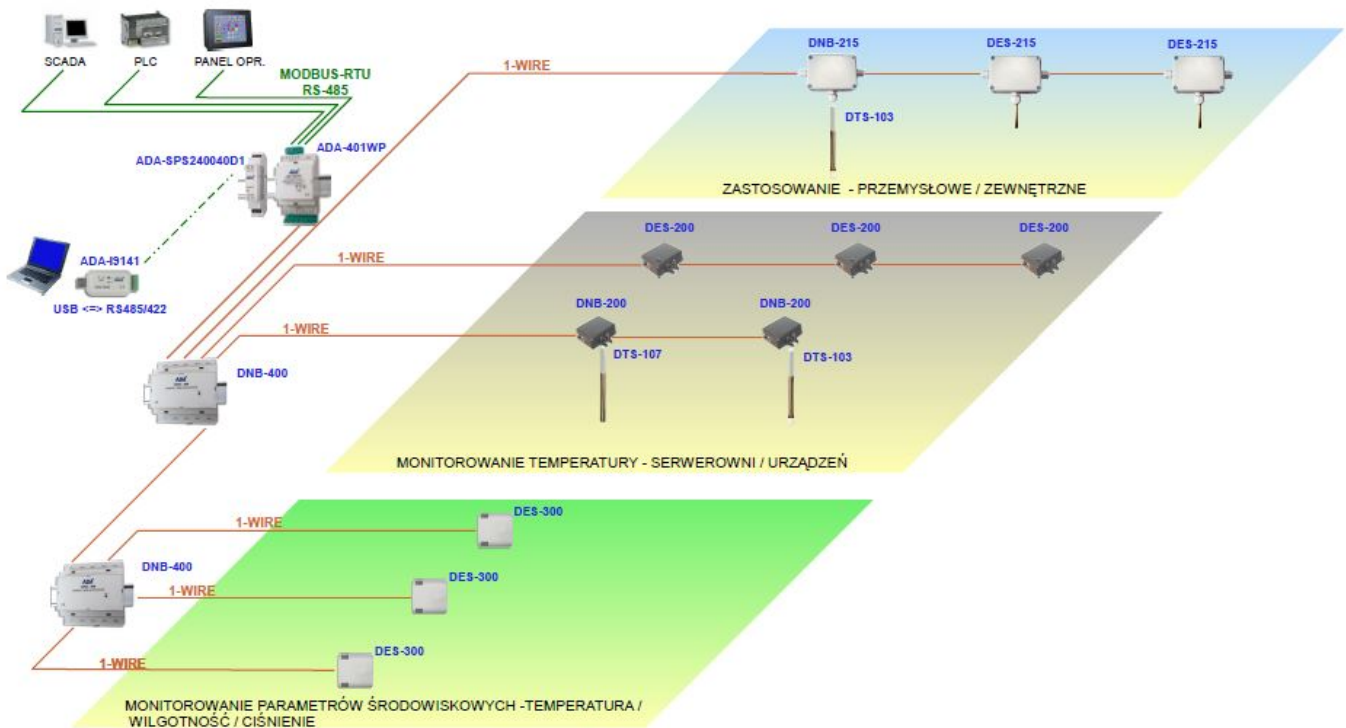 SCADA
PLC
PANEL OPR.
MODBUS-RTU
RS-485
1-WIRE
DNB-215
DES-215
DES-215
DTS-103
ZASTOSOWANIE - PRZEMYSŁOWE / ZEWNĘTRZNE
ADA-SPS240040D1
ADA-401WP
ADA-I9141
USB <=> RS485/422
1-WIRE
DES-200
DES-200
DES-200
1-WIRE
DNB-200
DNB-200
DTS-107
DTS-103
DNB-400
MONITOROWANIE TEMPERATURY - SERWEROWNI / URZĄDZEŃ
1-WIRE
DES-300
DNB-400
1-WIRE
DES-300
1-WIRE
DES-300
MONITOROWANIE PARAMETRÓW ŚRODOWISKOWYCH -TEMPERATURA /
WILGOTNOŚĆ / CIŚNIENIE